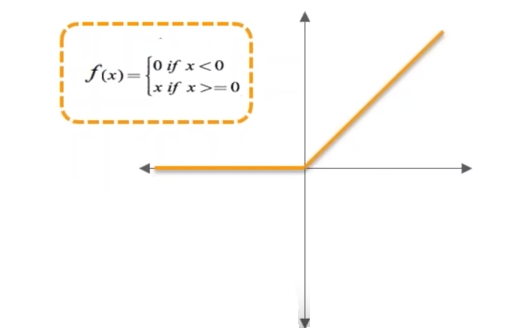 f(x)= {0 if x<0
x if x>=0